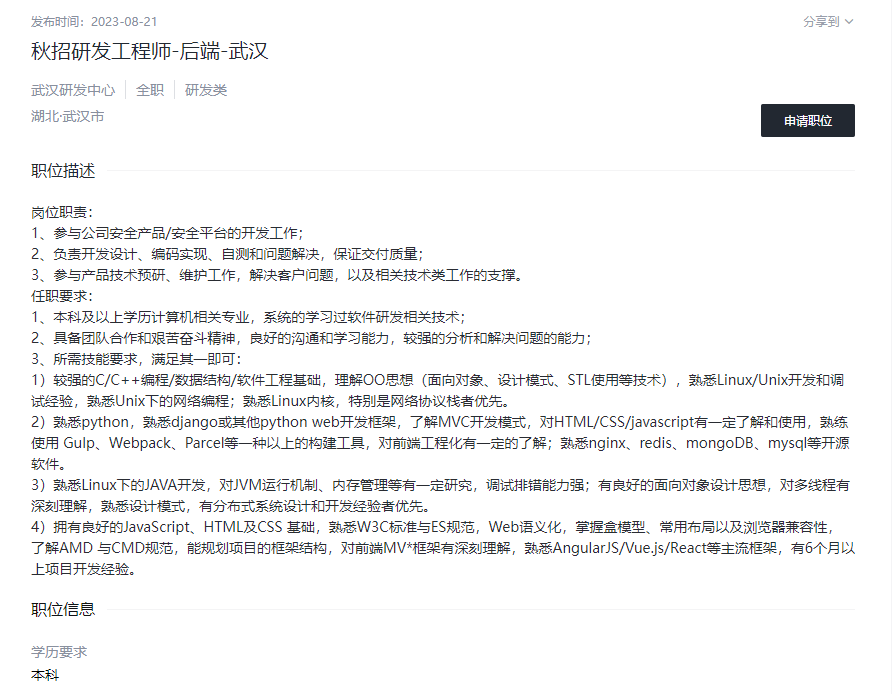 发布时间：2023-08-21
分享到
秋招研发工程师-后端-武汉
武汉研发中心 全职 研发类
湖北·武汉市
申请职位
职位描述
岗位职责：
1、参与公司安全产品/安全平台的开发工作；
2、负责开发设计、编码实现、自测和问题解决，保证交付质量；
3、参与产品技术预研、维护工作，解决客户问题，以及相关技术类工作的支撑。
任职要求：
1、本科及以上学历计算机相关专业，系统的学习过软件研发相关技术；
2、具备团队合作和艰苦奋斗精神，良好的沟通和学习能力，较强的分析和解决问题的能力；
3、所需技能要求，满足其一即可：
1）较强的C/C++编程/数据结构/软件工程基础，理解OO思想（面向对象、设计模式、STL使用等技术），熟悉Linux/Unix开发和调
试经验，熟悉Unix下的网络编程；熟悉Linux内核，特别是网络协议栈者优先。
2）熟悉python，熟悉django或其他python web开发框架，了解MVC开发模式，对HTML/CSS/javascript有一定了解和使用，熟练
使用 Gulp、Webpack、Parcel等一种以上的构建工具，对前端工程化有一定的了解；熟悉nginx、redis、mongoDB、mysql等开源
软件。
3）熟悉Linux下的JAVA开发，对JVM运行机制、内存管理等有一定研究，调试排错能力强；有良好的面向对象设计思想，对多线程有
深刻理解，熟悉设计模式，有分布式系统设计和开发经验者优先。
4）拥有良好的JavaScript、HTML及CSS 基础，熟悉W3C标准与ES规范，Web语义化，掌握盒模型、常用布局以及浏览器兼容性，
了解AMD 与CMD规范，能规划项目的框架结构，对前端MV*框架有深刻理解，熟悉AngularJS/Vue.js/React等主流框架，有6个月以
上项目开发经验。
职位信息
学历要求
本科